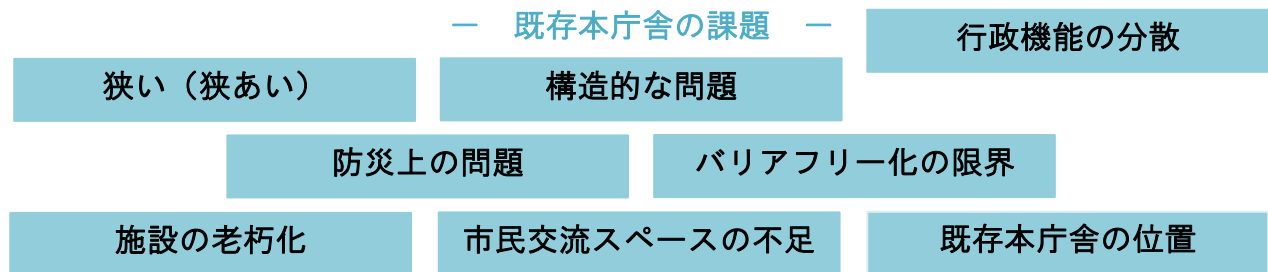 ― 既存本庁舎の課題 ―
行政機能の分散
狭い（狭あい）
構造的な問題
防災上の問題
バリアフリー化の限界
施設の老朽化
市民交流スペースの不足
既存本庁舎の位置